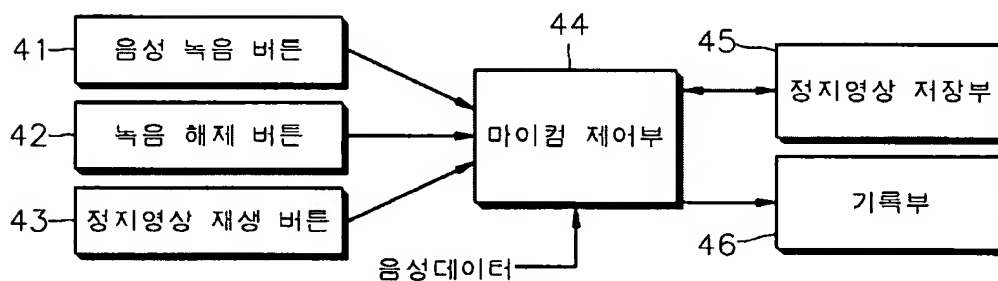 41
음성 녹음 버튼
42
녹음 해제 버튼
43
정지영상 재생 버튼
44
마이컴 제어부
음성데이터
45
정지영상 저장부
기록부
46